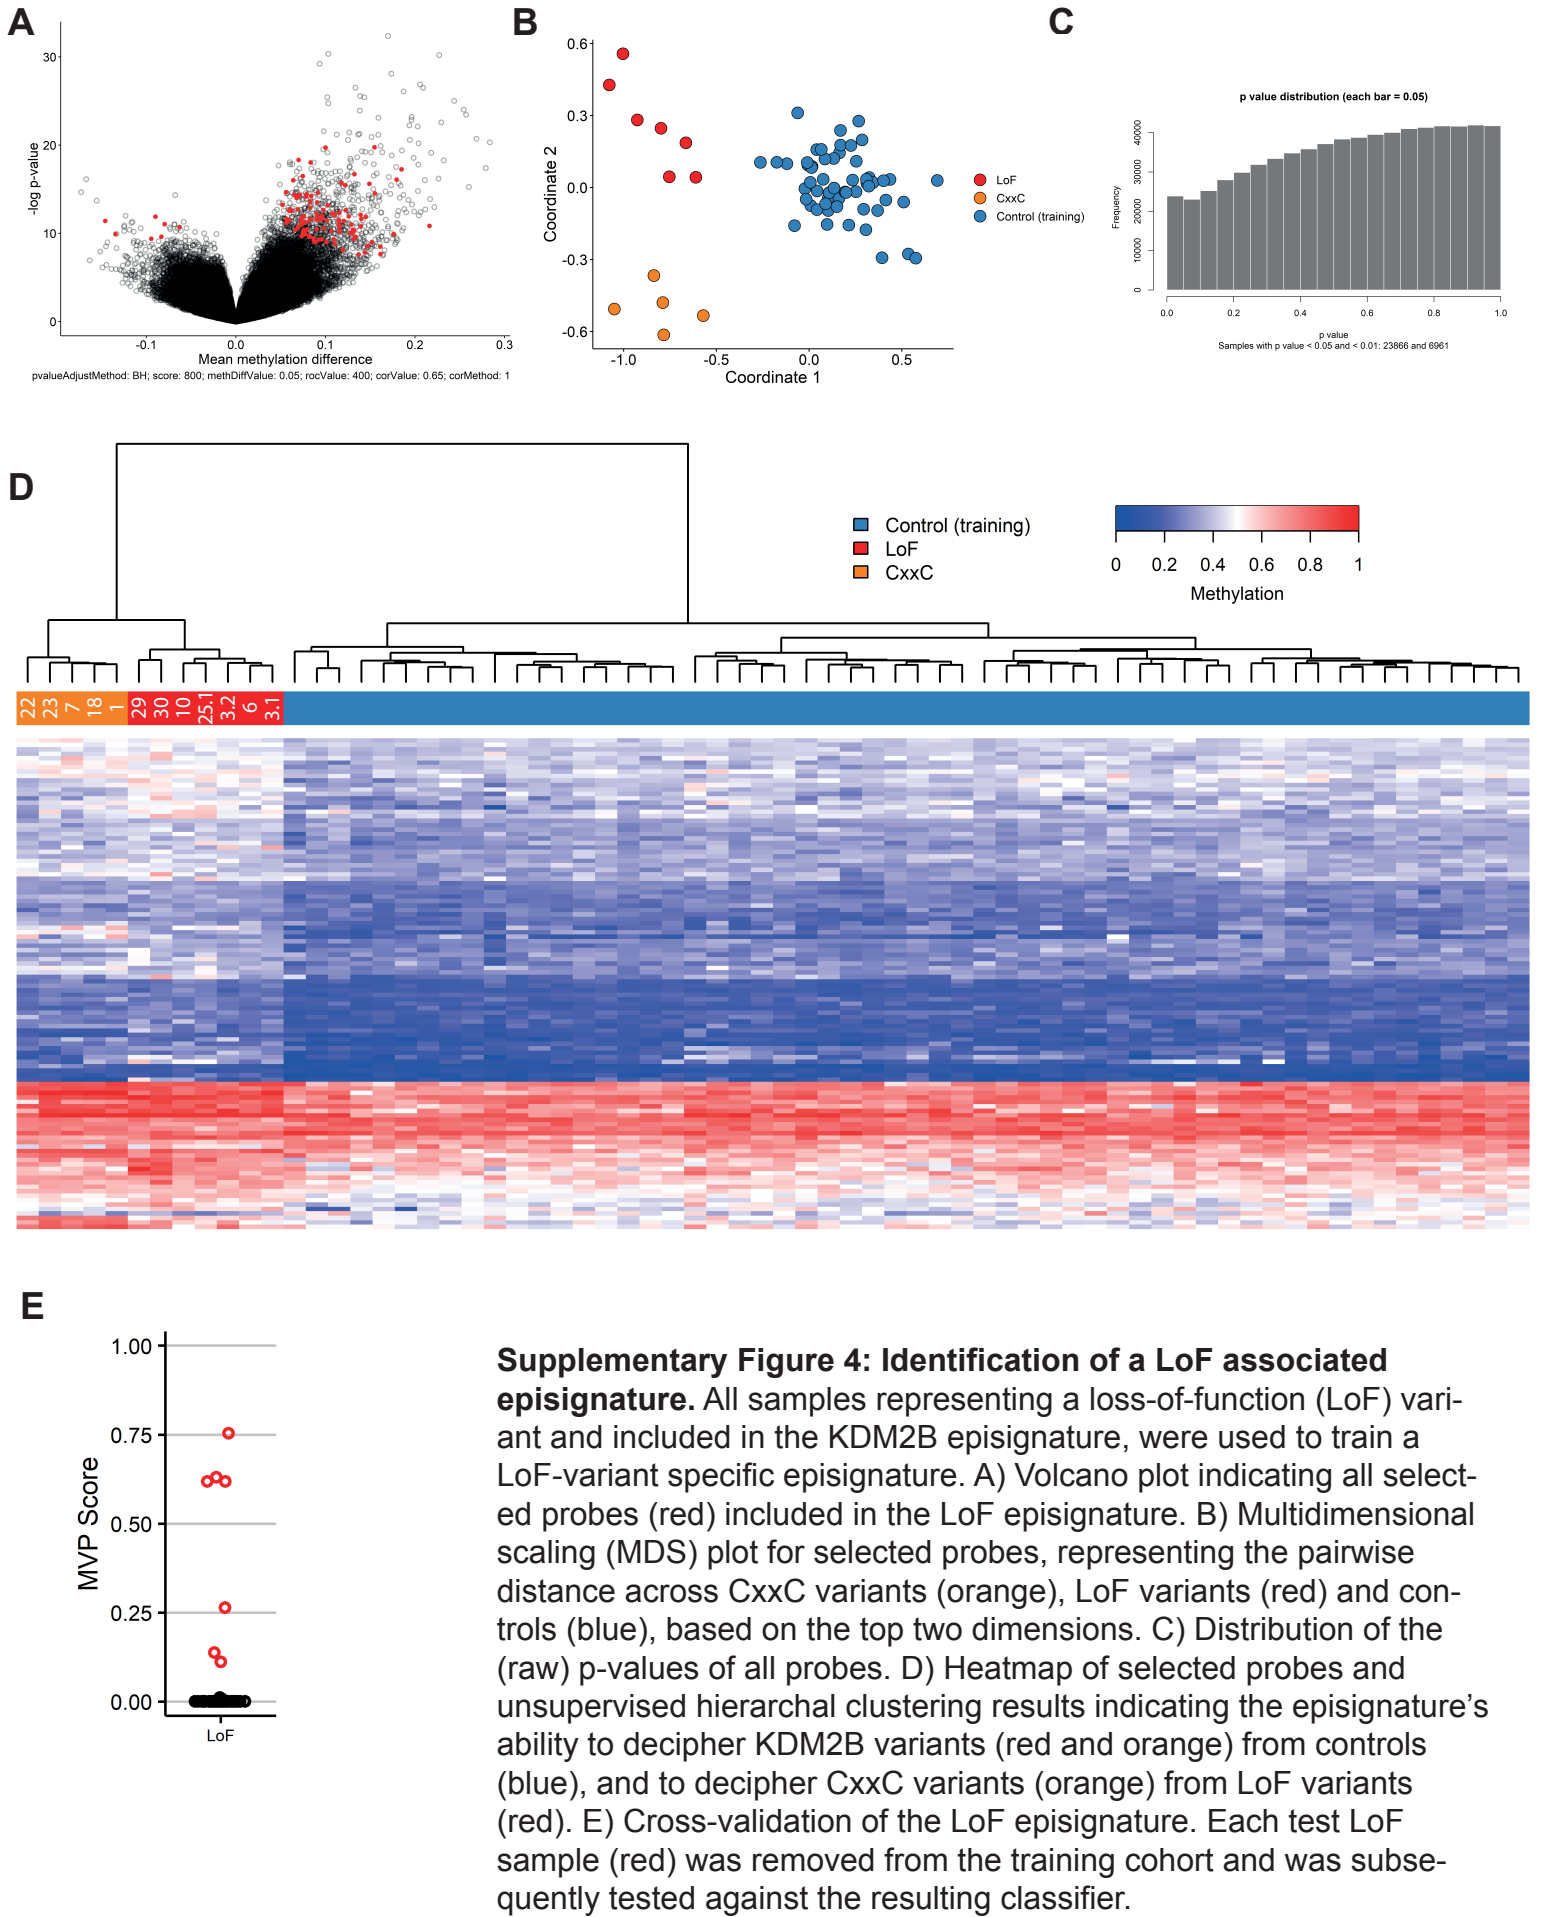 A
30
20
10
0
-log p-value
-0.1
0.0
0.1
0.2
0.3
Mean methylation difference
pvalueAdjustMethod: BH; score: 800; methDiffValue: 0.05; rocValue: 400; corValue: 0.65; corMethod: 1
B
0.6
0.3
0.0
-0.3
-0.6
Coordinate 2
-1.0
-0.5
0.0
0.5
Coordinate 1
LoF
CxxC
Control (training)
C
p value distribution (each bar = 0.05)
40000
30000
20000
10000
0
Frequency
0.0
0.2
0.4
0.6
0.8
1.0
p value
Samples with p value < 0.05 and < 0.01: 23866 and 6961
D
Control (training)
LoF
CxxC
0
0.2
0.4
0.6
0.8
1
Methylation
22
23
7
18
1
29
30
10
25.1
3.2
6
3.1
E
1.00
0.75
0.50
0.25
0.00
MVP Score
LoF
Supplementary Figure 4: Identification of a LoF associated
episignature. All samples representing a loss-of-function (LoF) vari-
ant and included in the KDM2B episignature, were used to train a
LoF-variant specific episignature. A) Volcano plot indicating all select-
ed probes (red) included in the LoF episignature. B) Multidimensional
scaling (MDS) plot for selected probes, representing the pairwise
distance across CxxC variants (orange), LoF variants (red) and con-
trols (blue), based on the top two dimensions. C) Distribution of the
(raw) p-values of all probes. D) Heatmap of selected probes and
unsupervised hierarchal clustering results indicating the episignature’s
ability to decipher KDM2B variants (red and orange) from controls
(blue), and to decipher CxxC variants (orange) from LoF variants
(red). E) Cross-validation of the LoF episignature. Each test LoF
sample (red) was removed from the training cohort and was subse-
quently tested against the resulting classifier.